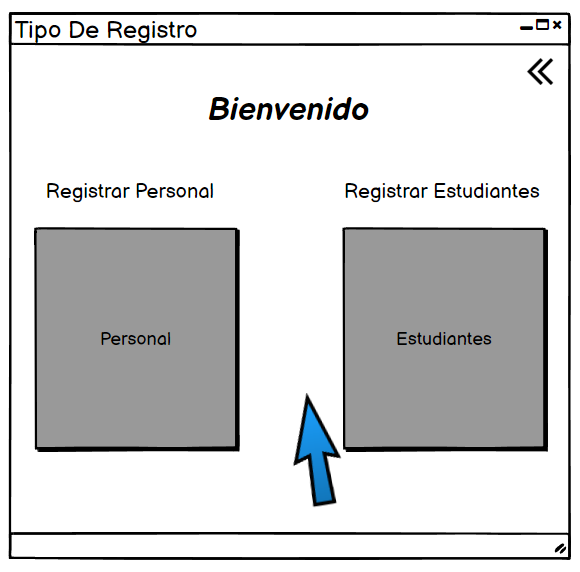 Tipo De Registro
Bienvenido
Registrar Personal
Registrar Estudiantes
Personal
Estudiantes